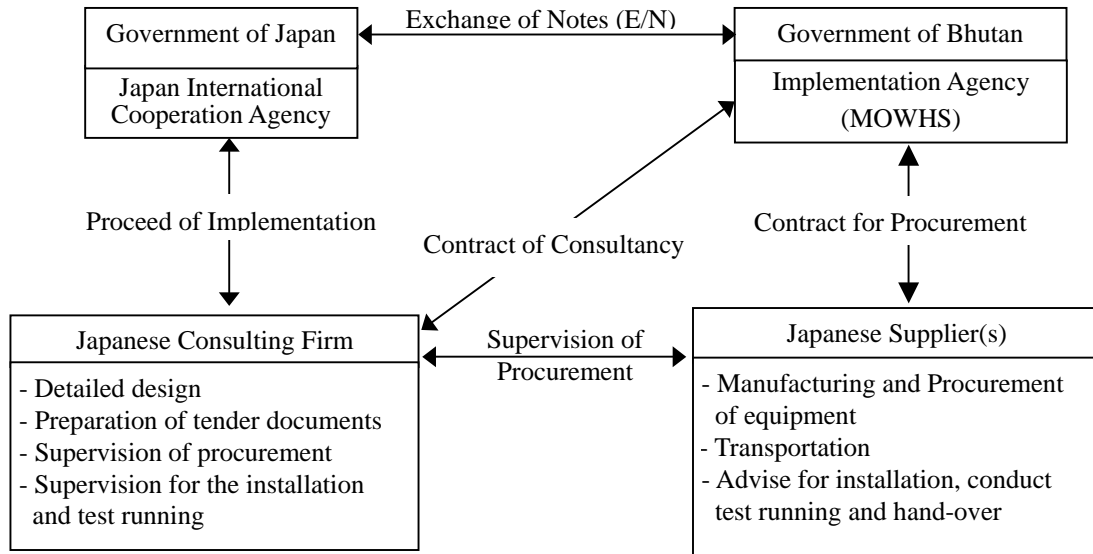 Government of Japan
Exchange of Notes (E/N)
Government of Bhutan
Japan International
Cooperation Agency
Implementation Agency
(MOWHS)
Proceed of Implementation
Contract of Consultancy
Contract for Procurement
Japanese Consulting Firm
- Detailed design
- Preparation of tender documents
- Supervision of procurement
- Supervision for the installation
and test running
Supervision of
Procurement
Japanese Supplier(s)
- Manufacturing and Procurement
of equipment
- Transportation
- Advise for installation, conduct
test running and hand-over